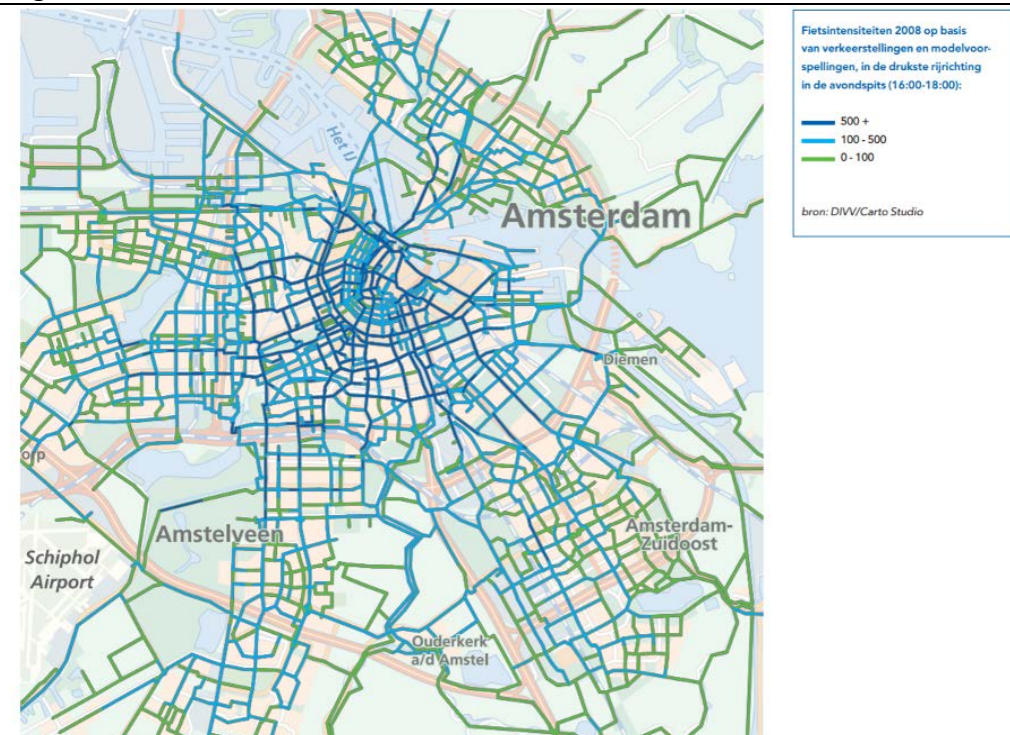 Het IJ
Amsterdam
Diemen
orp
Amstelveen
Amsterdam-
Zuidoost
Schiphol
Airport
Ouderkerk
a/d Amstel
Fietsintensiteiten 2008 op basis
van verkeerstellingen en modelvoor-
spellingen, in de drukste rijrichting
in de avondspits (16:00-18:00):
500 +
100 - 500
0 - 100
bron: DIVV/Carto Studio